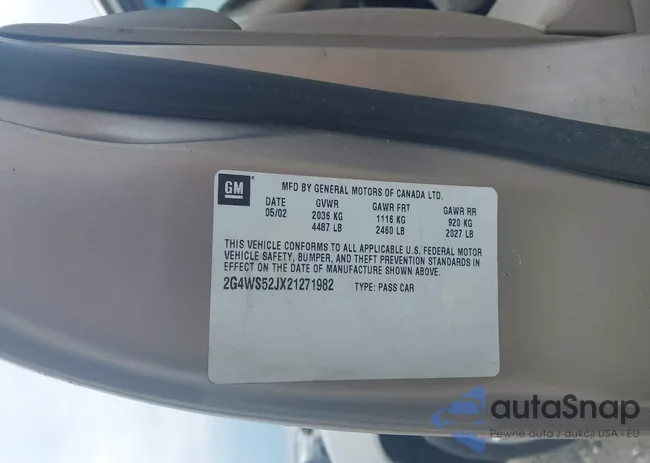 GM
MFD BY GENERAL MOTORS OF CANADA LTD.
DATE GVWR GAWR FRT GAWR RR
05/02 2036 KG 1116 KG 920 KG
4487 LB 2460 LB 2027 LB
THIS VEHICLE CONFORMS TO ALL APPLICABLE U.S. FEDERAL MOTOR
VEHICLE SAFETY, BUMPER, AND THEFT PREVENTION STANDARDS IN
EFFECT ON THE DATE OF MANUFACTURE SHOWN ABOVE.
2G4WS52JX21271982 TYPE: PASS CAR
autoSnap
Pewne auta z aukcji USA i EU